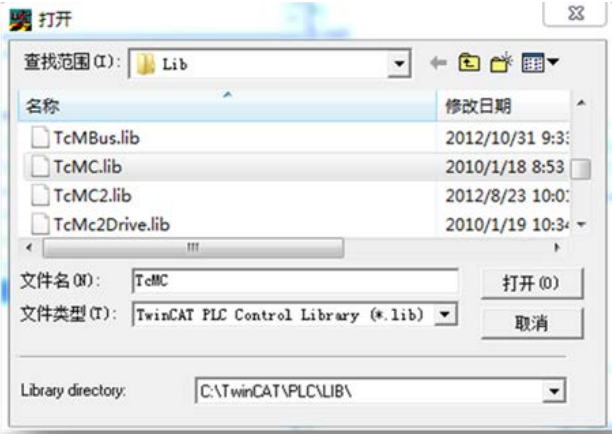 打开
查找范围(I): Lib
名称 修改日期
TcMBus.lib 2012/10/31 9:33
TcMC.lib 2010/1/18 8:53
TcMC2.lib 2012/8/23 10:01
TcMc2Drive.lib 2010/1/19 10:34
文件名(N): TcMC 打开(O)
文件类型(T): TwinCAT PLC Control Library (*.lib) 取消
Library directory: C:\TwinCAT\PLC\LIB\